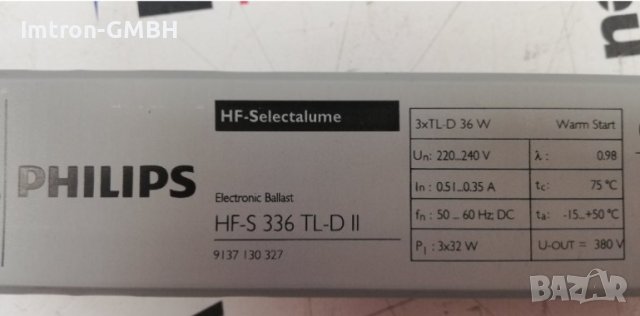 Imtron-GMBH
PHILIPS
HF-Selectalume
Electronic Ballast
HF-S 336 TL-D II
9137 130 327
3xTL-D 36 W Warm Start
Un: 220...240 V λ: 0.98
In : 0.51...0.35 A tc: 75 °C
fn : 50 ... 60 Hz; DC ta: -15...+50 °C
P1 : 3x32 W U-OUT = 380 V
BAZAR